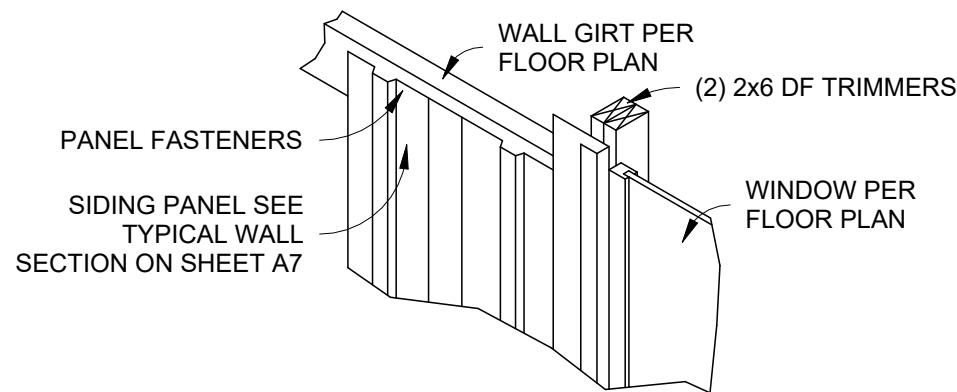 WALL GIRT PER
FLOOR PLAN
(2) 2x6 DF TRIMMERS
PANEL FASTENERS
SIDING PANEL SEE
TYPICAL WALL
SECTION ON SHEET A7
WINDOW PER
FLOOR PLAN